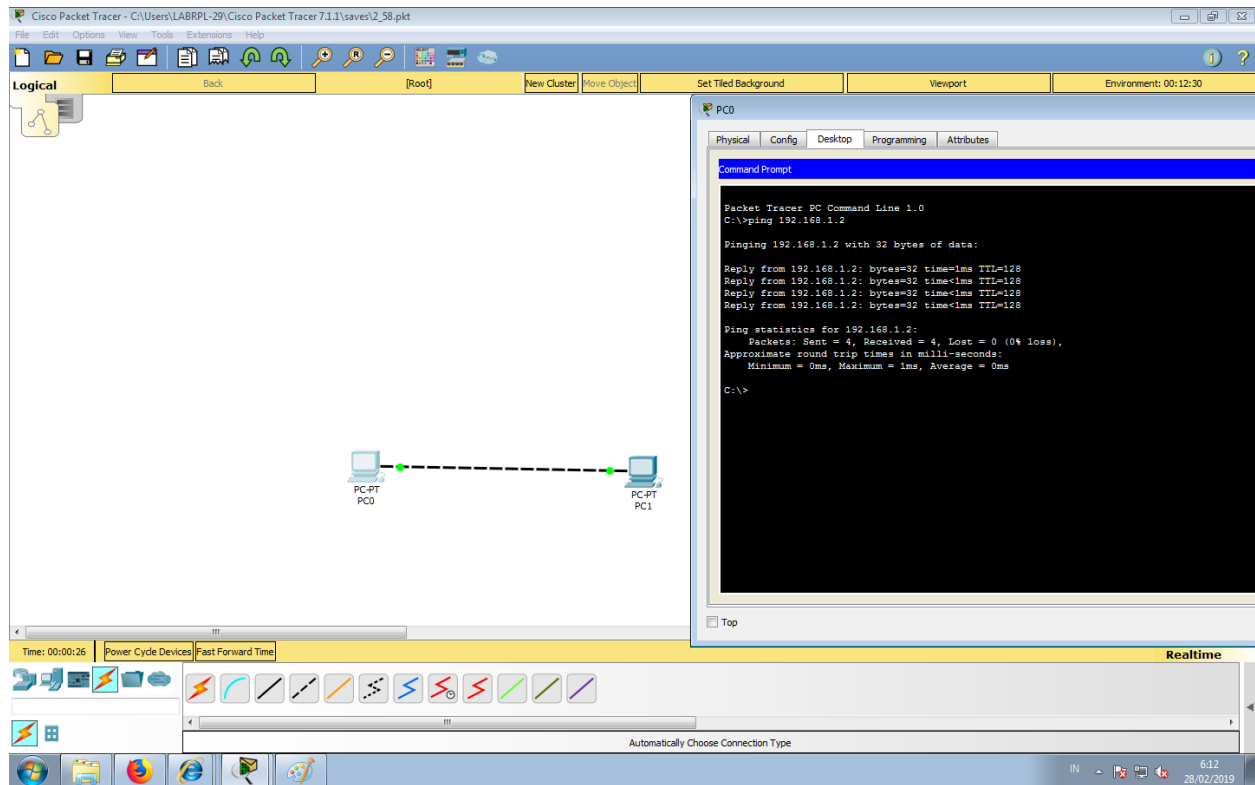 Cisco Packet Tracer - C:\Users\LABRPL-29\Cisco Packet Tracer 7.1.1\saves\2_58.pkt
File Edit Options View Tools Extensions Help
Logical Back [Root] New Cluster Move Object Set Tiled Background Viewport Environment: 00:12:30
PC0
Physical Config Desktop Programming Attributes
Command Prompt
Packet Tracer PC Command Line 1.0
C:\>ping 192.168.1.2
Pinging 192.168.1.2 with 32 bytes of data:
Reply from 192.168.1.2: bytes=32 time=1ms TTL=128
Reply from 192.168.1.2: bytes=32 time<1ms TTL=128
Reply from 192.168.1.2: bytes=32 time<1ms TTL=128
Reply from 192.168.1.2: bytes=32 time<1ms TTL=128
Ping statistics for 192.168.1.2:
Packets: Sent = 4, Received = 4, Lost = 0 (0% loss),
Approximate round trip times in milli-seconds:
Minimum = 0ms, Maximum = 1ms, Average = 0ms
C:\>
PC-PT
PC0
PC-PT
PC1
Top
Time: 00:00:26 Power Cycle Devices Fast Forward Time
Realtime
Automatically Choose Connection Type
IN 6:12
28/02/2019